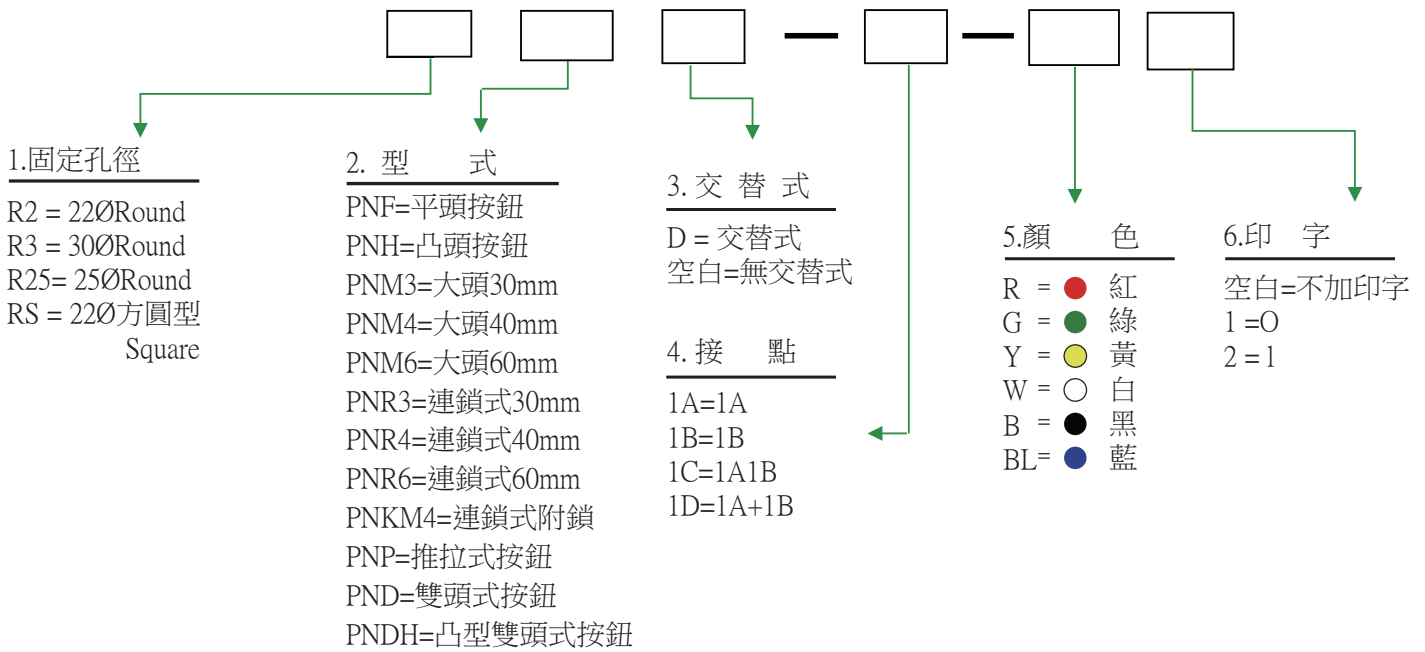 1.固定孔徑
R2 = 22ØRound
R3 = 30ØRound
R25= 25ØRound
RS = 22Ø方圓型
Square
2. 型 式
PNF=平頭按鈕
PNH=凸頭按鈕
PNM3=大頭30mm
PNM4=大頭40mm
PNM6=大頭60mm
PNR3=連鎖式30mm
PNR4=連鎖式40mm
PNR6=連鎖式60mm
PNKM4=連鎖式附鎖
PNP=推拉式按鈕
PND=雙頭式按鈕
PNDH=凸型雙頭式按鈕
3. 交 替 式
D = 交替式
空白=無交替式
4. 接 點
1A=1A
1B=1B
1C=1A1B
1D=1A+1B
5.顏 色
R = 紅
G = 綠
Y = 黃
W = 白
B = 黑
BL= 藍
6.印 字
空白=不加印字
1 =O
2 =1